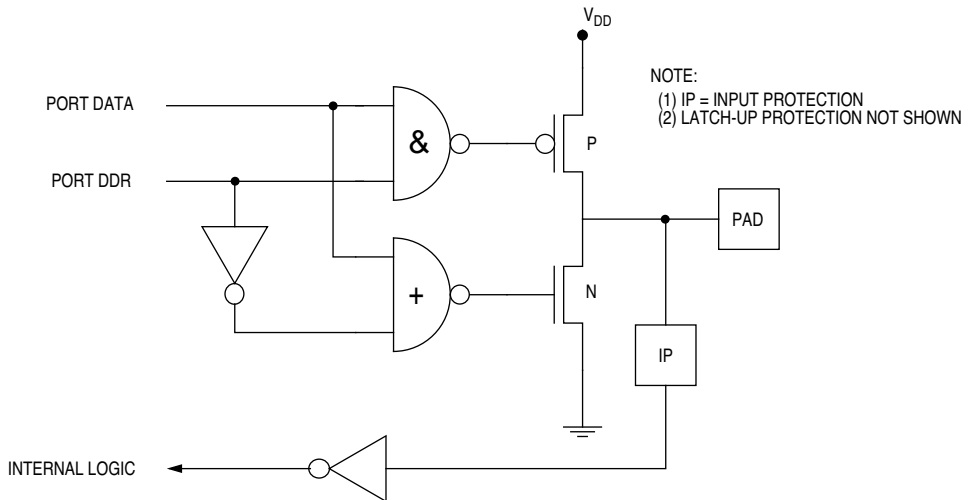 VDD
NOTE:
(1) IP = INPUT PROTECTION
(2) LATCH-UP PROTECTION NOT SHOWN
PORT DATA
&
P
PORT DDR
PAD
+
N
IP
INTERNAL LOGIC